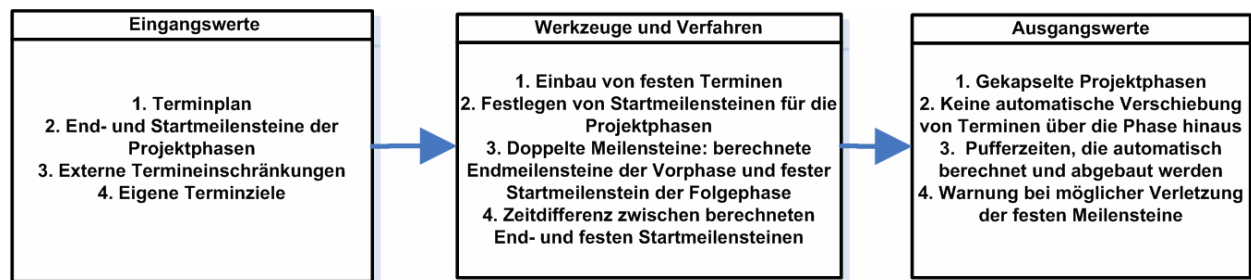 Eingangswerte
1. Terminplan
2. End- und Startmeilensteine der
Projektphasen
3. Externe Termineinschränkungen
4. Eigene Terminziele
Werkzeuge und Verfahren
1. Einbau von festen Terminen
2. Festlegen von Startmeilensteinen für die
Projektphasen
3. Doppelte Meilensteine: berechnete
Endmeilensteine der Vorphase und fester
Startmeilenstein der Folgephase
4. Zeitdifferenz zwischen berechneten
End- und festen Startmeilensteinen
Ausgangswerte
1. Gekapselte Projektphasen
2. Keine automatische Verschiebung
von Terminen über die Phase hinaus
3. Pufferzeiten, die automatisch
berechnet und abgebaut werden
4. Warnung bei möglicher Verletzung
der festen Meilensteine